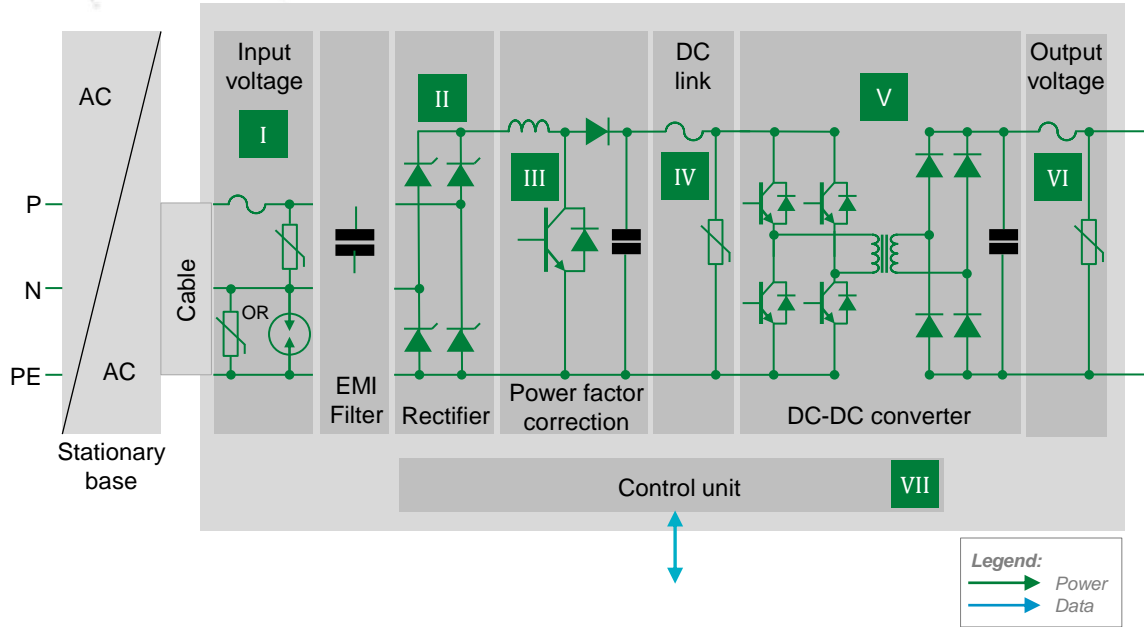 Input
voltage
I
AC
AC
P
N
PE
Stationary
base
Cable
OR
EMI
Filter
II
Rectifier
III
Power factor
correction
DC
link
IV
V
DC-DC converter
Output
voltage
VI
Control unit
VII
Legend:
Power
Data